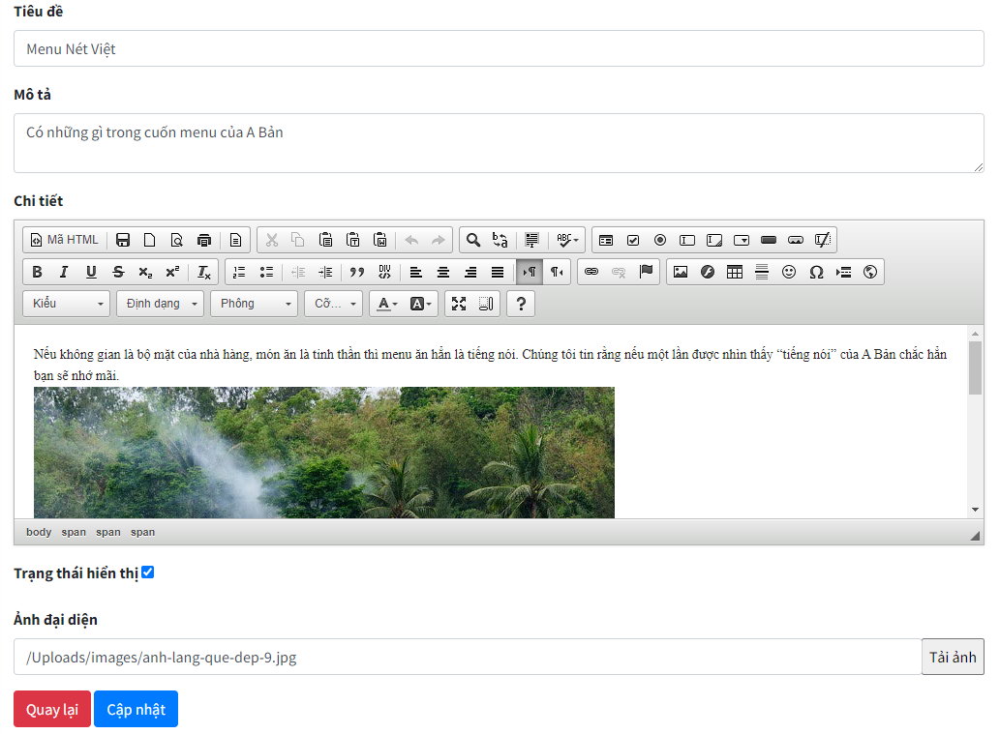 Tiêu đề
Menu Nét Việt
Mô tả
Có những gì trong cuốn menu của A Bản
Chi tiết
Mã HTML
Kiểu
Định dạng
Phông
Cỡ...
Nếu không gian là bộ mặt của nhà hàng, món ăn là tinh thần thì menu ăn hẳn là tiếng nói. Chúng tôi tin rằng nếu một lần được nhìn thấy “tiếng nói” của A Bản chắc hẳn
bạn sẽ nhớ mãi.
body span span span
Trạng thái hiển thị
Ảnh đại diện
/Uploads/images/anh-lang-que-dep-9.jpg
Tải ảnh
Quay lại Cập nhật